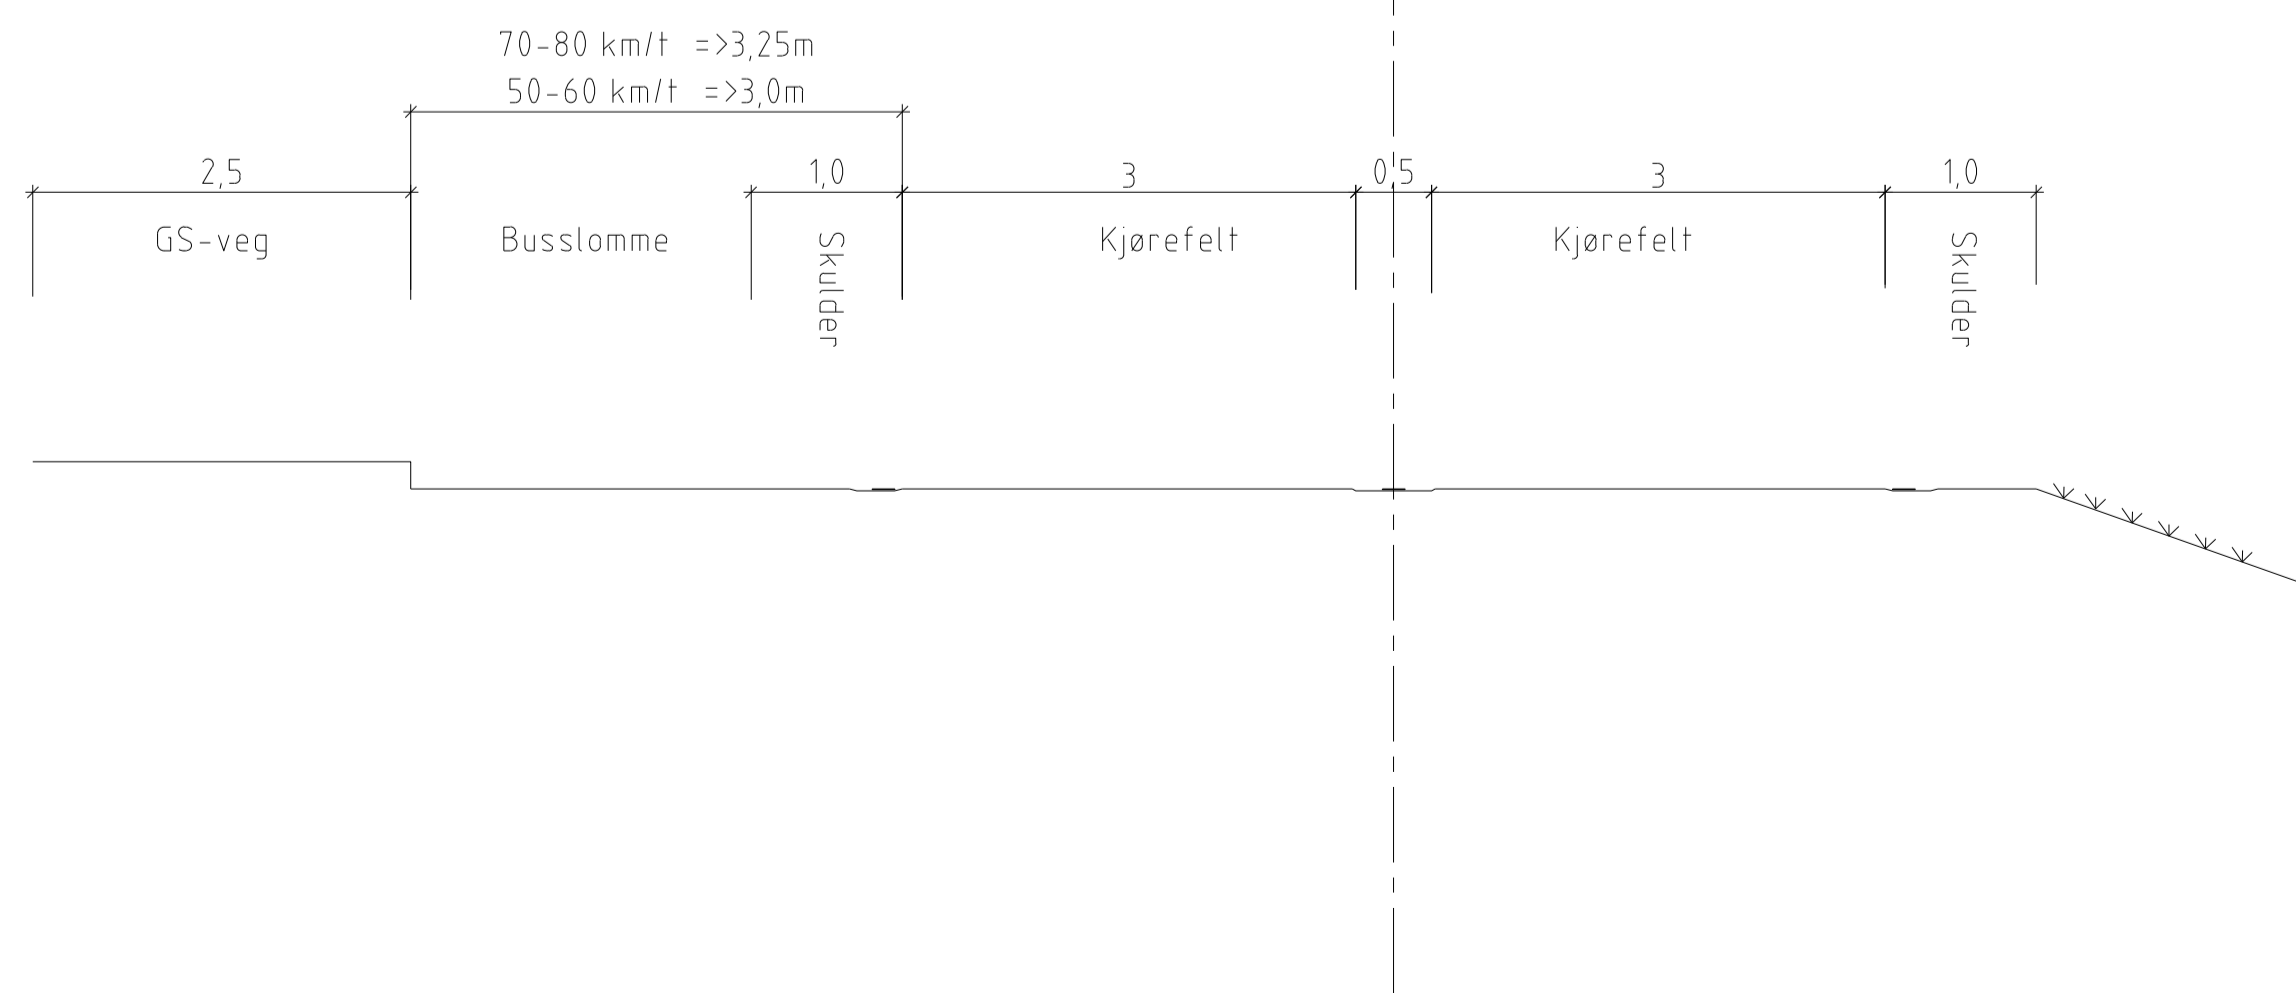 70-80 km/t =>3,25m
50-60 km/t =>3,0m
2,5
1,0
3
0,5
3
1,0
GS-veg
Busslomme
Skulder
Kjørefelt
Kjørefelt
Skulder